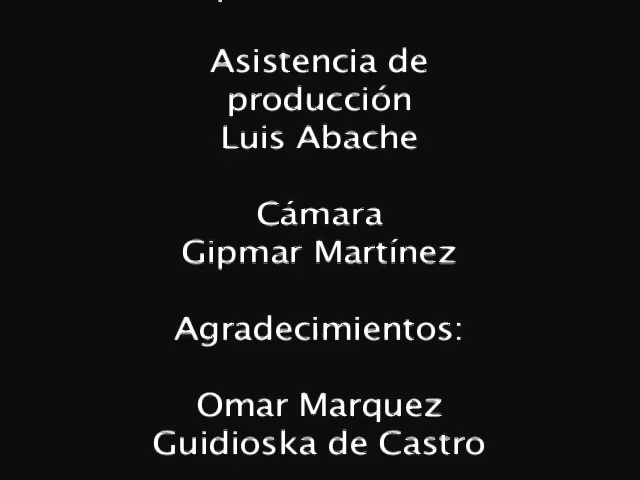 Asistencia de
producción
Luis Abache
Cámara
Gipmar Martínez
Agradecimientos:
Omar Marquez
Guidioska de Castro